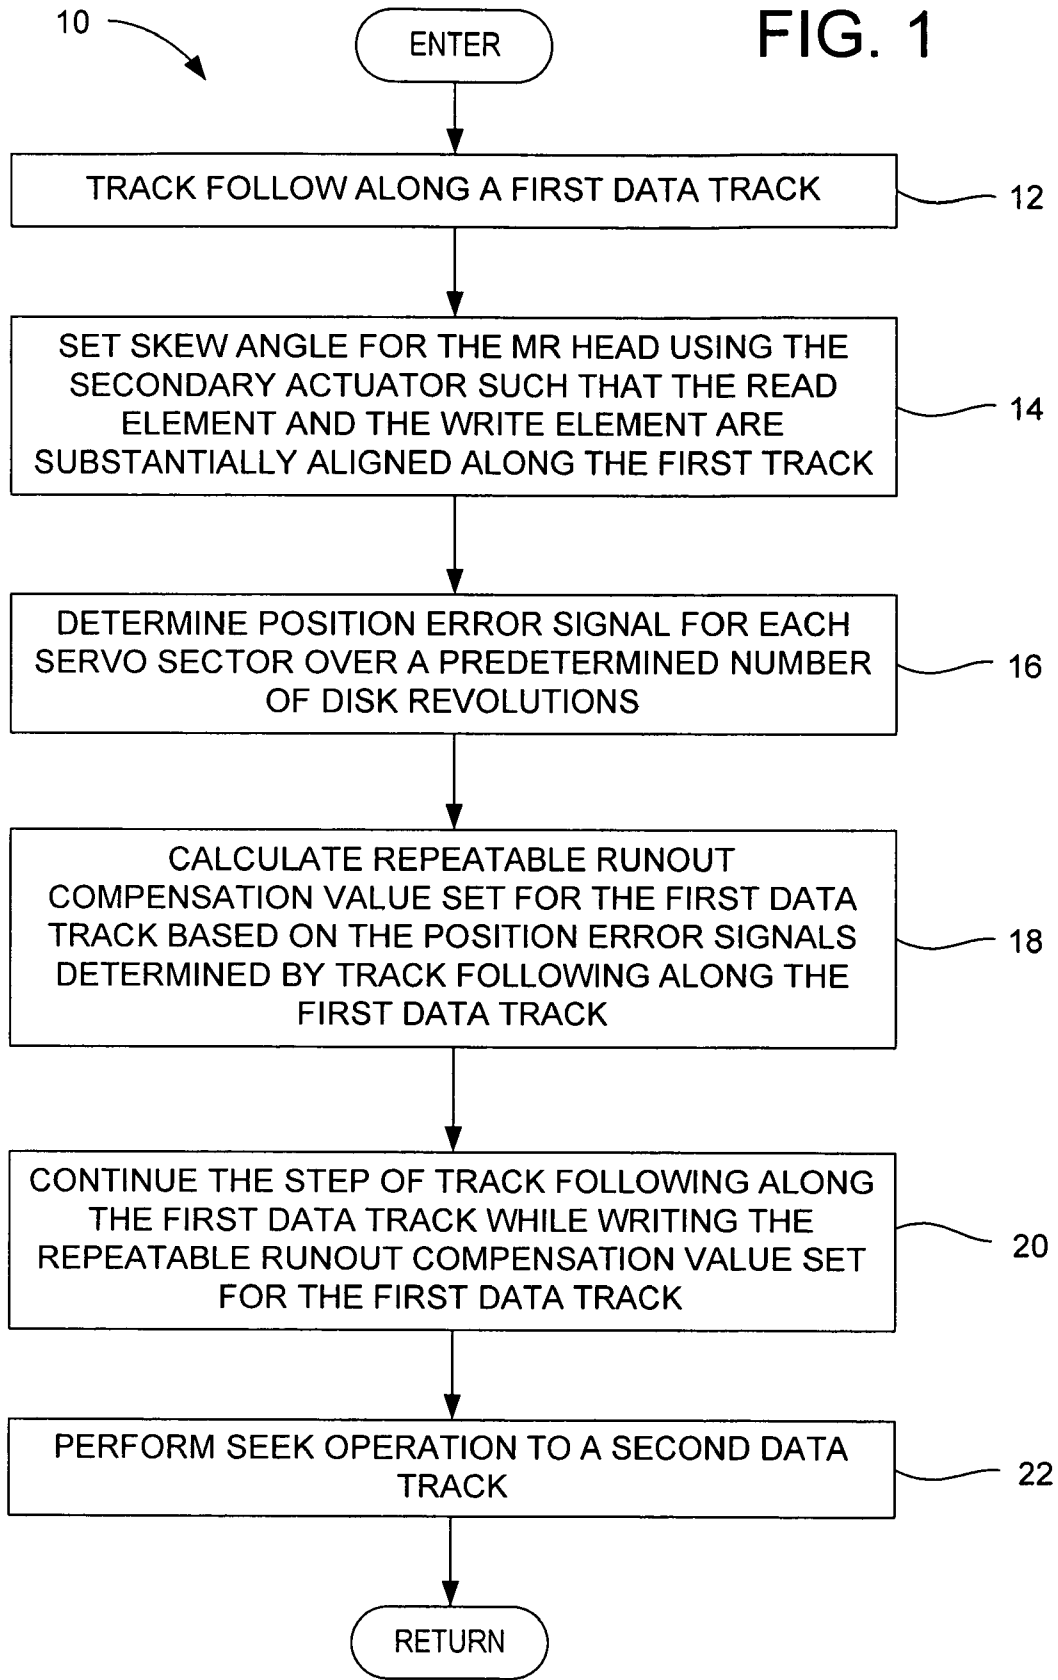 10
ENTER
FIG. 1
TRACK FOLLOW ALONG A FIRST DATA TRACK
12
SET SKEW ANGLE FOR THE MR HEAD USING THE
SECONDARY ACTUATOR SUCH THAT THE READ
ELEMENT AND THE WRITE ELEMENT ARE
SUBSTANTIALLY ALIGNED ALONG THE FIRST TRACK
14
DETERMINE POSITION ERROR SIGNAL FOR EACH
SERVO SECTOR OVER A PREDETERMINED NUMBER
OF DISK REVOLUTIONS
16
CALCULATE REPEATABLE RUNOUT
COMPENSATION VALUE SET FOR THE FIRST DATA
TRACK BASED ON THE POSITION ERROR SIGNALS
DETERMINED BY TRACK FOLLOWING ALONG THE
FIRST DATA TRACK
18
CONTINUE THE STEP OF TRACK FOLLOWING ALONG
THE FIRST DATA TRACK WHILE WRITING THE
REPEATABLE RUNOUT COMPENSATION VALUE SET
FOR THE FIRST DATA TRACK
20
PERFORM SEEK OPERATION TO A SECOND DATA
TRACK
22
RETURN